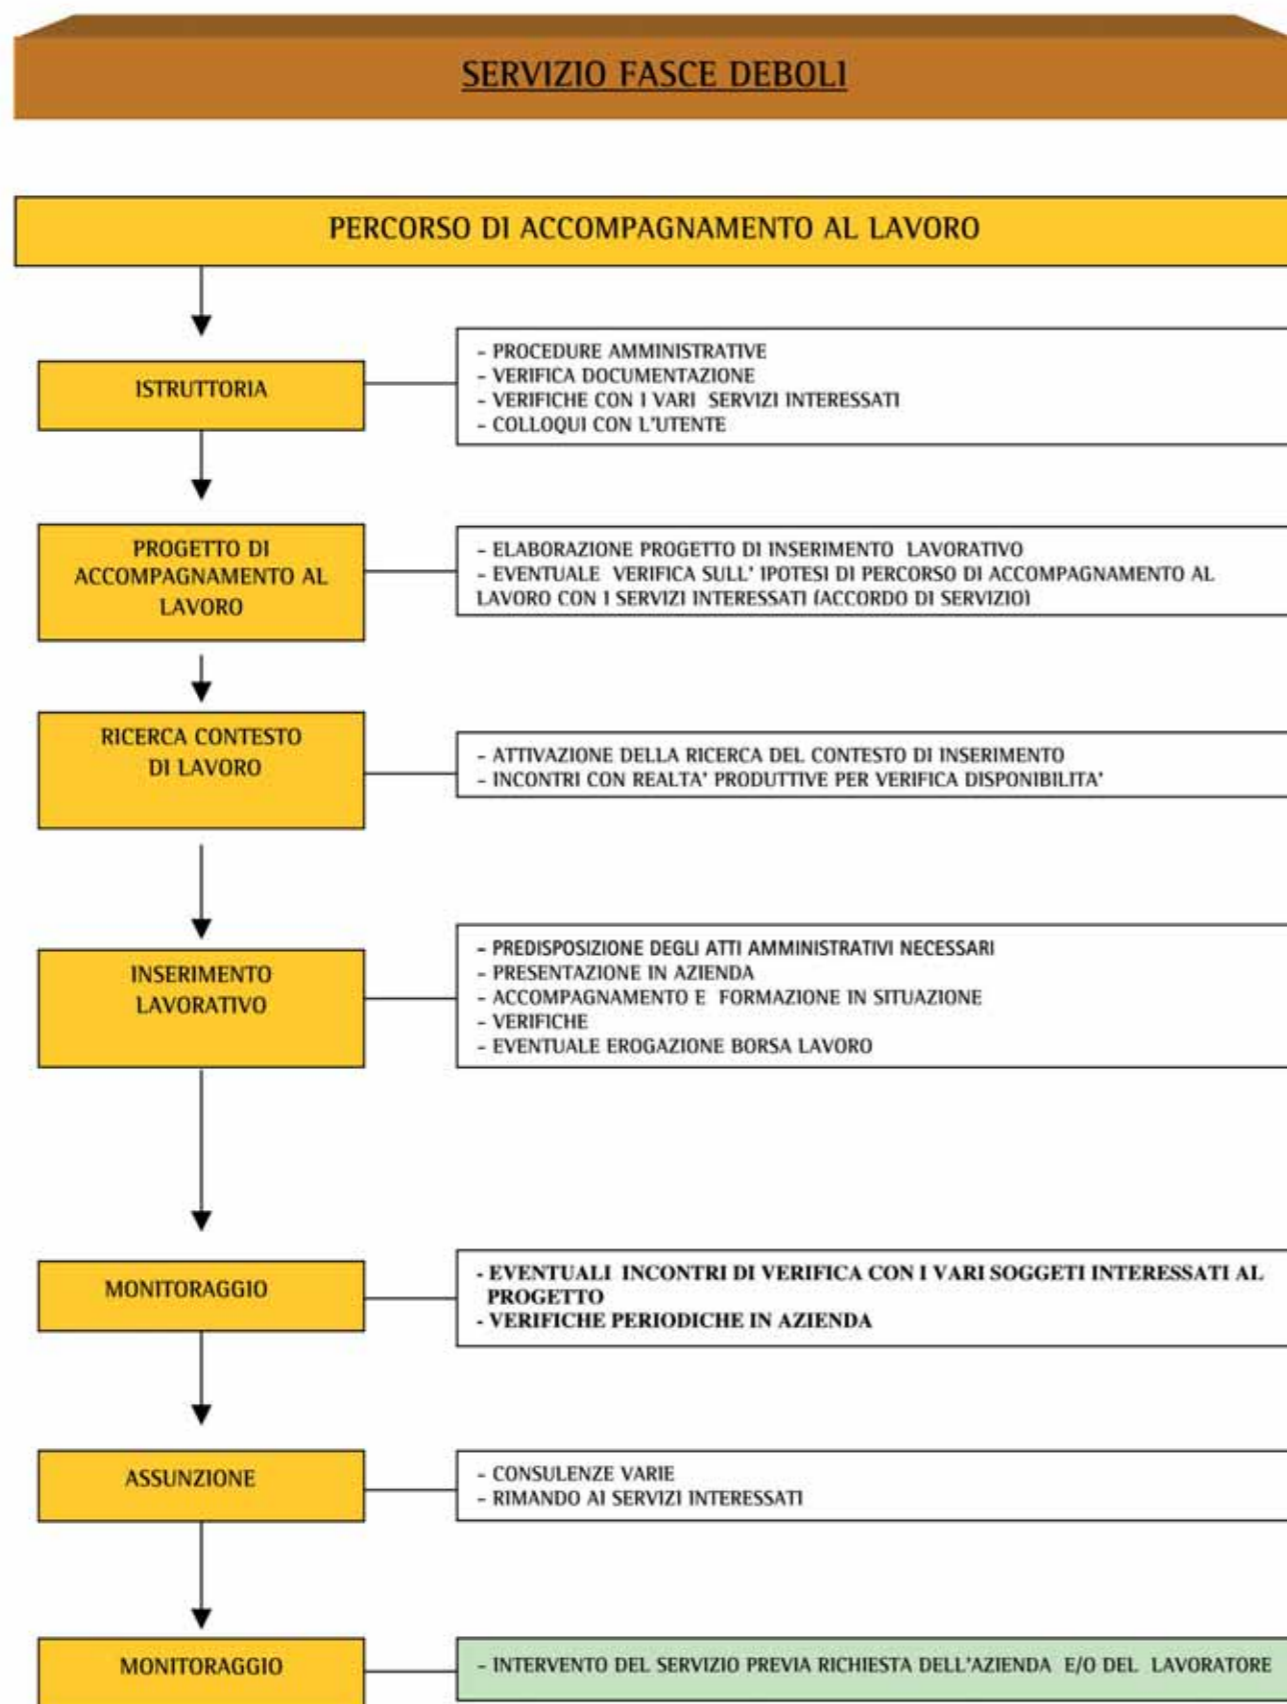 SERVIZIO FASCE DEBOLI
PERCORSO DI ACCOMPAGNAMENTO AL LAVORO
ISTRUTTORIA
- PROCEDURE AMMINISTRATIVE
- VERIFICA DOCUMENTAZIONE
- VERIFICHE CON I VARI SERVIZI INTERESSATI
- COLLOQUI CON L'UTENTE
PROGETTO DI
ACCOMPAGNAMENTO AL
LAVORO
- ELABORAZIONE PROGETTO DI INSERIMENTO LAVORATIVO
- EVENTUALE VERIFICA SULL' IPOTESI DI PERCORSO DI ACCOMPAGNAMENTO AL
LAVORO CON I SERVIZI INTERESSATI (ACCORDO DI SERVIZIO)
RICERCA CONTESTO
DI LAVORO
- ATTIVAZIONE DELLA RICERCA DEL CONTESTO DI INSERIMENTO
- INCONTRI CON REALTA' PRODUTTIVE PER VERIFICA DISPONIBILITA'
INSERIMENTO
LAVORATIVO
- PREDISPOSIZIONE DEGLI ATTI AMMINISTRATIVI NECESSARI
- PRESENTAZIONE IN AZIENDA
- ACCOMPAGNAMENTO E FORMAZIONE IN SITUAZIONE
- VERIFICHE
- EVENTUALE EROGAZIONE BORSA LAVORO
MONITORAGGIO
- EVENTUALI INCONTRI DI VERIFICA CON I VARI SOGGETI INTERESSATI AL
PROGETTO
- VERIFICHE PERIODICHE IN AZIENDA
ASSUNZIONE
- CONSULENZE VARIE
- RIMANDO AI SERVIZI INTERESSATI
MONITORAGGIO
- INTERVENTO DEL SERVIZIO PREVIA RICHIESTA DELL'AZIENDA E/O DEL LAVORATORE